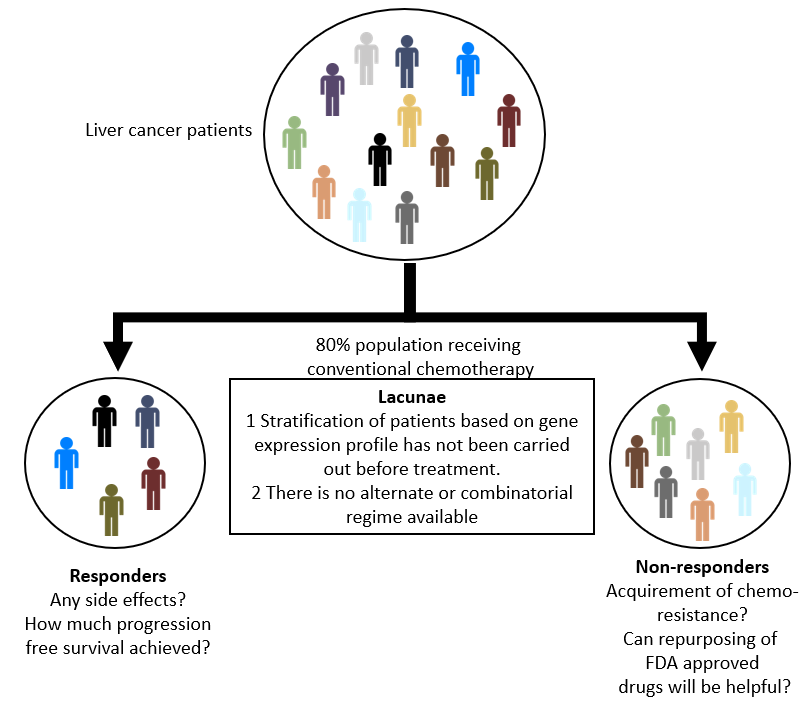 Liver cancer patients
80% population receiving
conventional chemotherapy
Lacunae
1 Stratification of patients based on gene
expression profile has not been carried
out before treatment.
2 There is no alternate or combinatorial
regime available
Responders
Any side effects?
How much progression
free survival achieved?
Non-responders
Acquirement of chemo-
resistance?
Can repurposing of
FDA approved
drugs will be helpful?